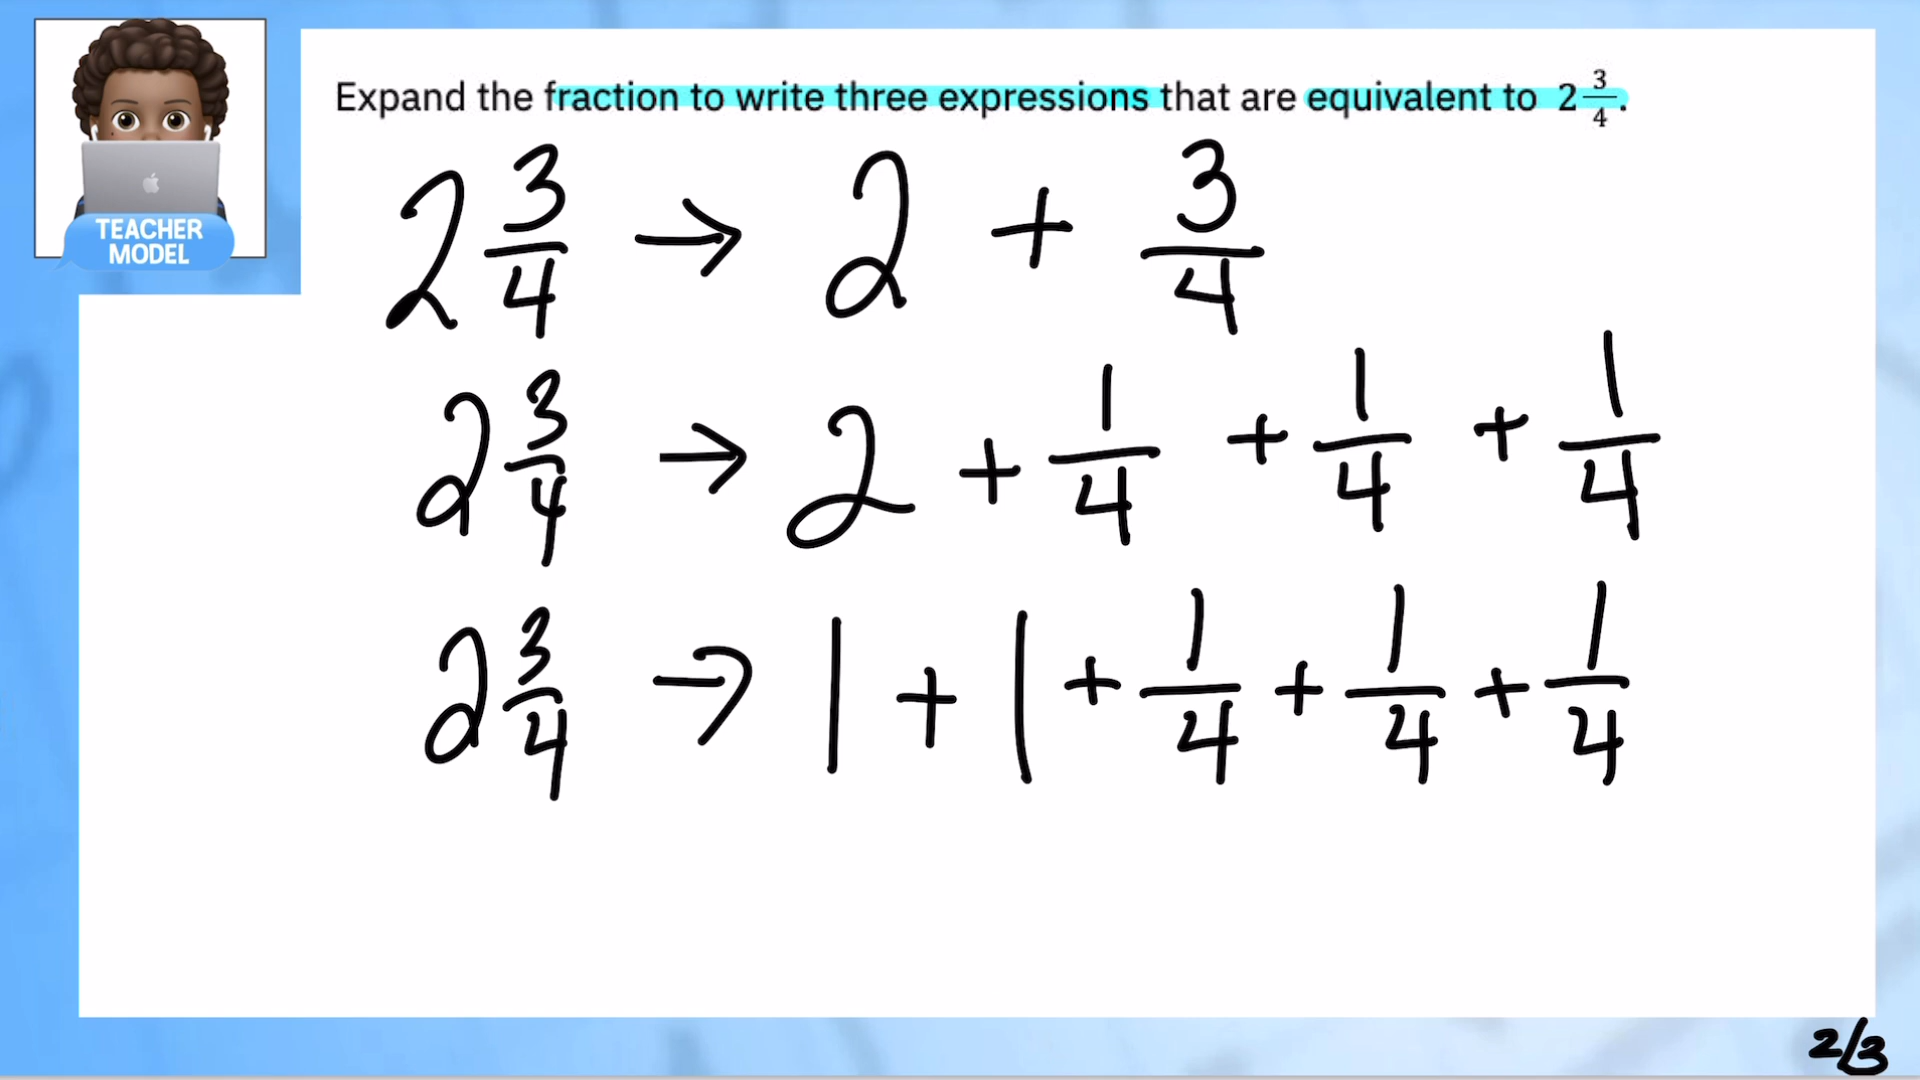 TEACHER
MODEL
Expand the fraction to write three expressions that are equivalent to 2 3/4.
2 3/4 → 2 + 3/4
2 3/4 → 2 + 1/4 + 1/4 + 1/4
2 3/4 → 1 + 1 + 1/4 + 1/4 + 1/4
2/3